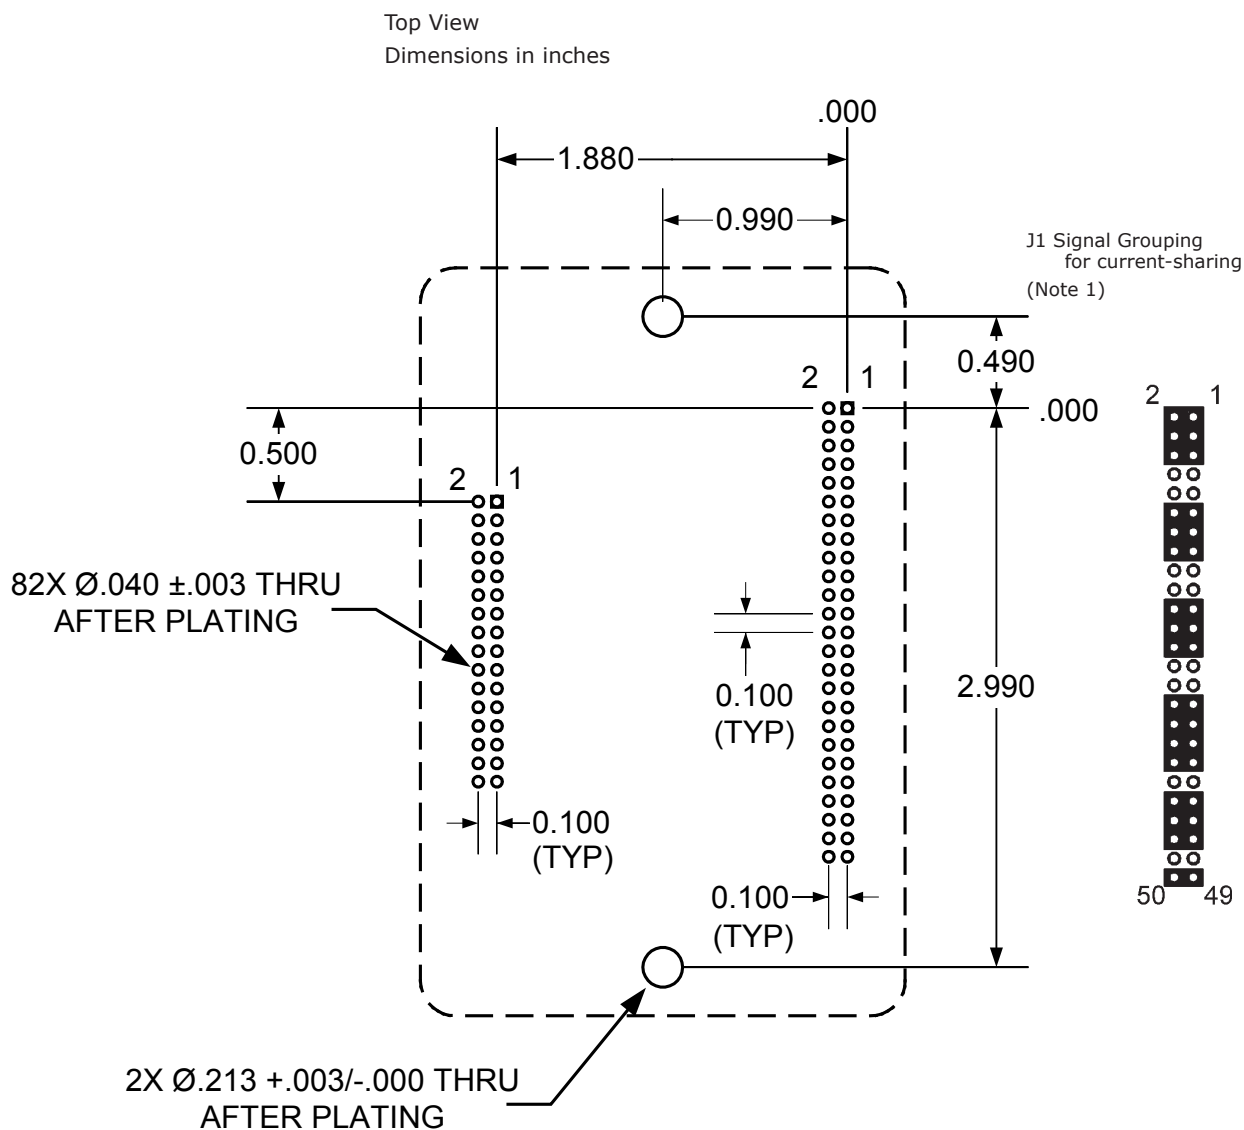 Top View
Dimensions in inches
.000
1.880
0.990
J1 Signal Grouping
for current-sharing
(Note 1)
0.490
2 1
2 1
.000
0.500
2 1
82X Ø.040 ±.003 THRU
AFTER PLATING
0.100
(TYP)
2.990
0.100
(TYP)
0.100
(TYP)
50 49
2X Ø.213 +.003/-.000 THRU
AFTER PLATING